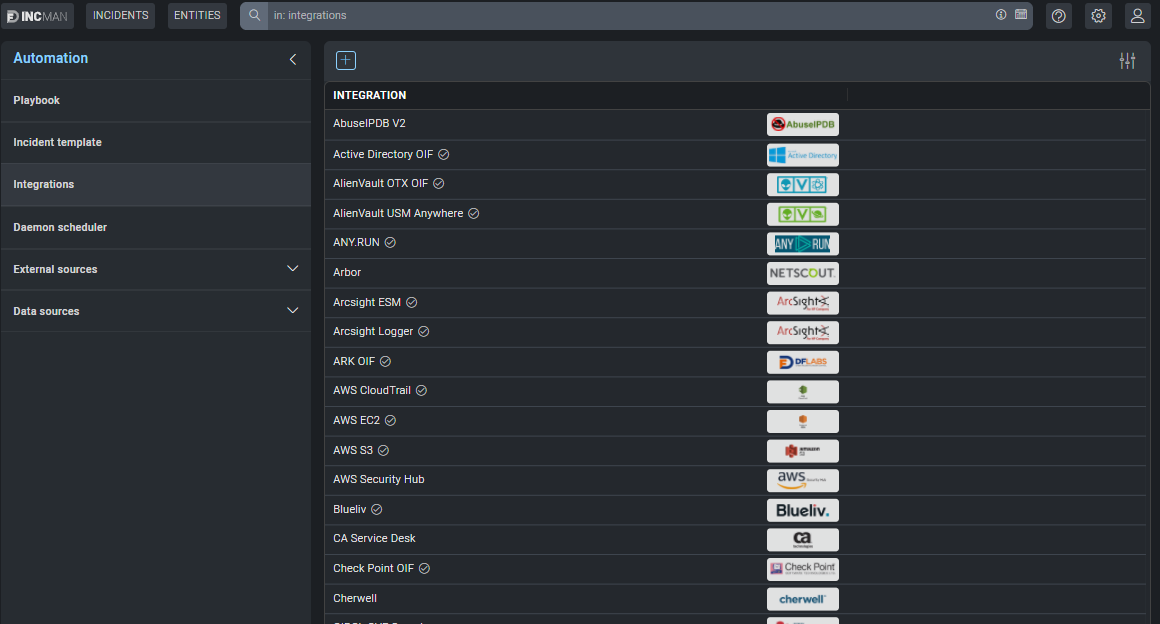 INCMAN
INCIDENTS
ENTITIES
in: integrations
Automation
Playbook
Incident template
Integrations
Daemon scheduler
External sources
Data sources
INTEGRATION
AbuseIPDB V2
AbuseIPDB
Active Directory OIF
Active Directory
AlienVault OTX OIF
AlienVault USM Anywhere
ANY.RUN
ANY RUN
Arbor
NETSCOUT.
Arcsight ESM
ArcSight
Arcsight Logger
ArcSight
ARK OIF
DFLABS
AWS CloudTrail
AWS EC2
AWS S3
amazon
AWS Security Hub
aws
Blueliv
Blueliv.
CA Service Desk
ca
technologies
Check Point OIF
Check Point
Cherwell
cherwell